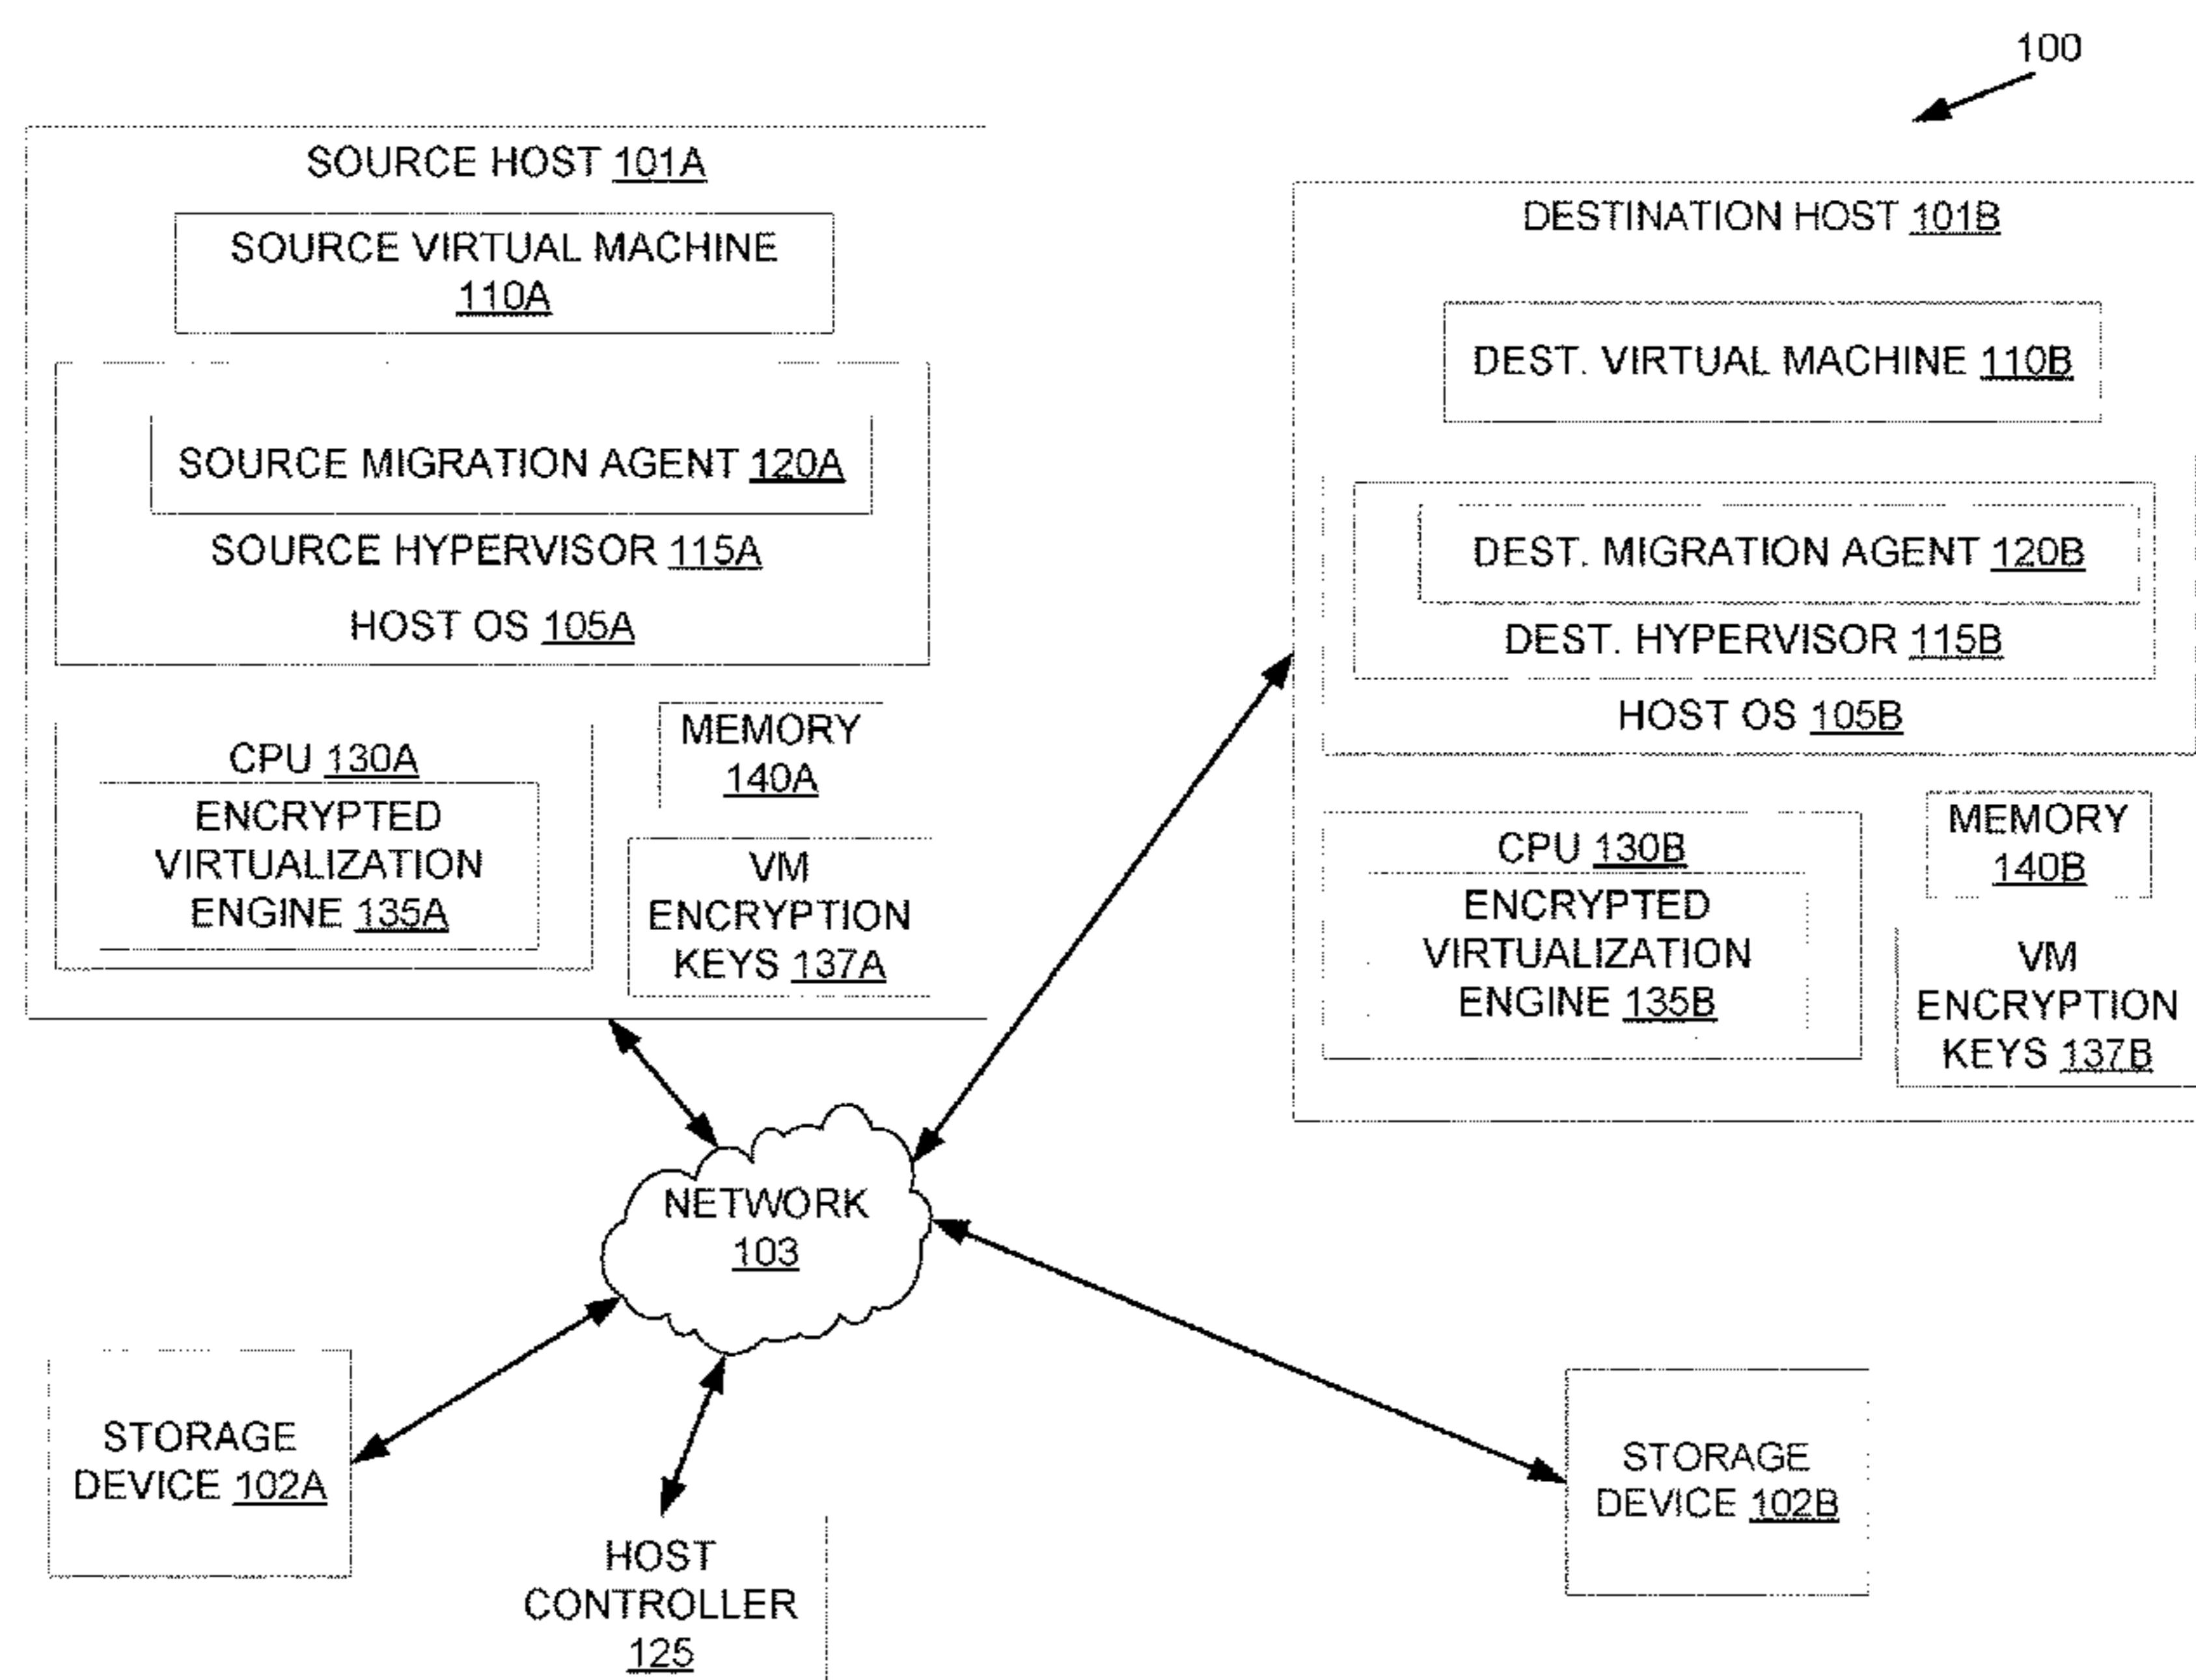 100
SOURCE HOST 101A
SOURCE VIRTUAL MACHINE
110A
SOURCE MIGRATION AGENT 120A
SOURCE HYPERVISOR 115A
HOST OS 105A
CPU 130A
ENCRYPTED
VIRTUALIZATION
ENGINE 135A
MEMORY
140A
VM
ENCRYPTION
KEYS 137A
DESTINATION HOST 101B
DEST. VIRTUAL MACHINE 110B
DEST. MIGRATION AGENT 120B
DEST. HYPERVISOR 115B
HOST OS 105B
CPU 130B
ENCRYPTED
VIRTUALIZATION
ENGINE 135B
MEMORY
140B
VM
ENCRYPTION
KEYS 137B
NETWORK
103
STORAGE
DEVICE 102A
HOST
CONTROLLER
125
STORAGE
DEVICE 102B